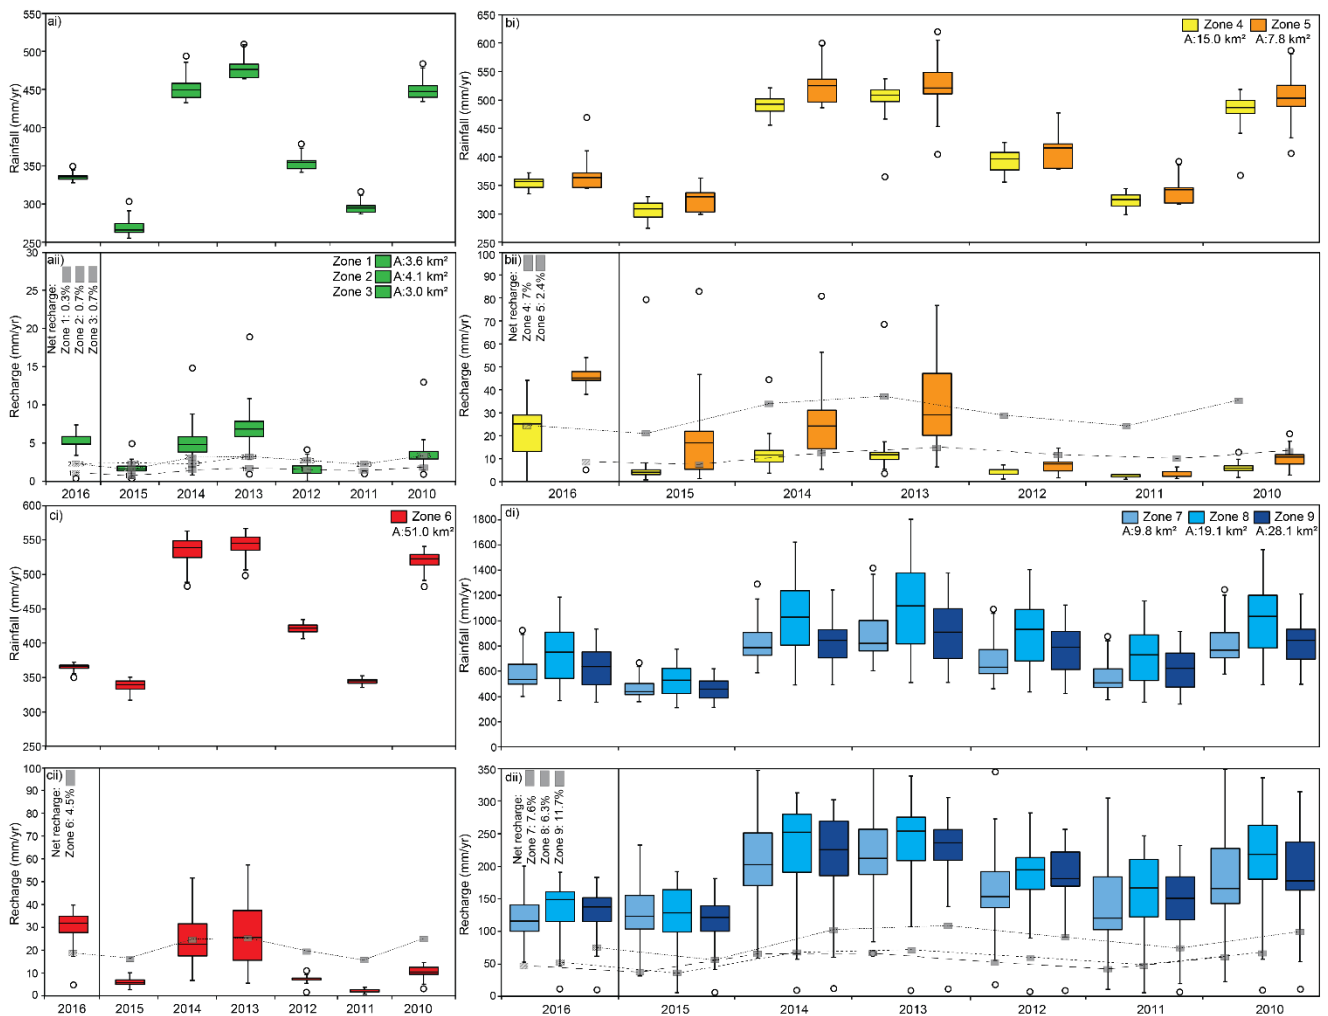 ai)
Rainfall (mm/yr)
550
500
450
400
350
300
250
bi)
Zone 4
Zone 5
A:15.0 km²
A:7.8 km²
Rainfall (mm/yr)
650
600
550
500
450
400
350
300
250
aii)
Net recharge:
Zone 1: 0.3%
Zone 2: 0.7%
Zone 3: 0.7%
Zone 1 A:3.6 km²
Zone 2 A:4.1 km²
Zone 3 A:3.0 km²
Recharge (mm/yr)
30
25
20
15
10
5
0
2016 2015 2014 2013 2012 2011 2010
bii)
Net recharge:
Zone 4: 7%
Zone 5: 2.4%
Recharge (mm/yr)
100
90
80
70
60
50
40
30
20
10
0
2016 2015 2014 2013 2012 2011 2010
ci)
Zone 6
A:51.0 km²
Rainfall (mm/yr)
600
550
500
450
400
350
300
250
di)
Zone 7
Zone 8
Zone 9
A:9.8 km²
A:19.1 km²
A:28.1 km²
Rainfall (mm/yr)
1800
1600
1400
1200
1000
800
600
400
200
0
cii)
Net recharge:
Zone 6: 4.5%
Recharge (mm/yr)
100
90
80
70
60
50
40
30
20
10
0
2016 2015 2014 2013 2012 2011 2010
dii)
Net recharge:
Zone 7: 7.6%
Zone 8: 6.3%
Zone 9: 11.7%
Recharge (mm/yr)
350
300
250
200
150
100
50
0
2016 2015 2014 2013 2012 2011 2010